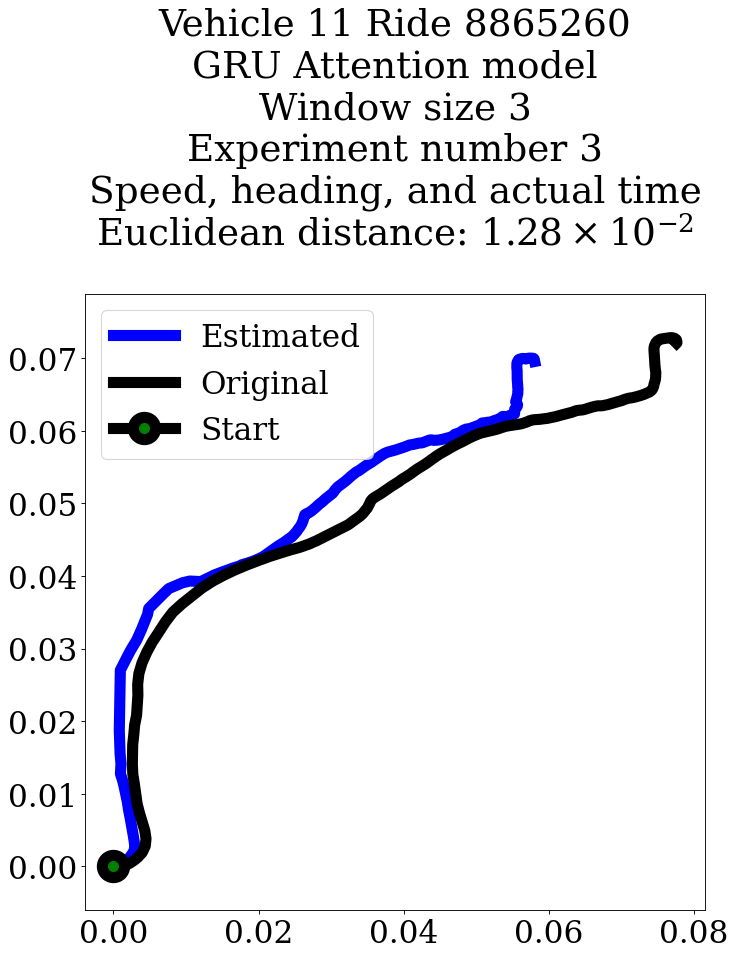 Vehicle 11 Ride 8865260
GRU Attention model
Window size 3
Experiment number 3
Speed, heading, and actual time
Euclidean distance: 1.28 × 10⁻²
Estimated
Original
Start
0.07
0.06
0.05
0.04
0.03
0.02
0.01
0.00
0.00 0.02 0.04 0.06 0.08